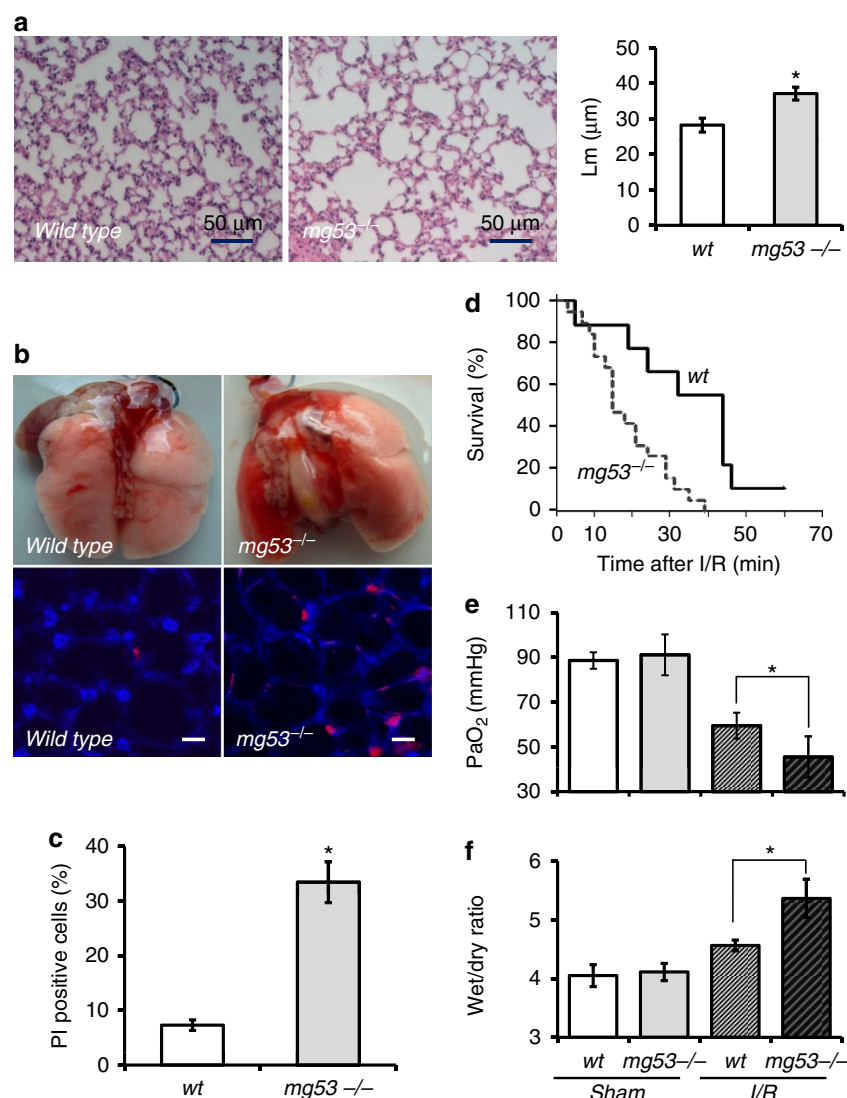 a
Wild type
50 μm
mg53–/–
50 μm
50
40
30
20
10
0
Lm (μm)
*
wt
mg53 –/–
b
Wild type
mg53–/–
Wild type
mg53–/–
c
40
30
20
10
0
PI positive cells (%)
*
wt
mg53 –/–
d
100
80
60
40
20
0
Survival (%)
wt
mg53–/–
0
10
30
50
70
Time after I/R (min)
e
110
90
70
50
30
PaO2 (mmHg)
*
f
6
5
4
3
Wet/dry ratio
*
wt
mg53–/–
wt
mg53–/–
Sham
I/R